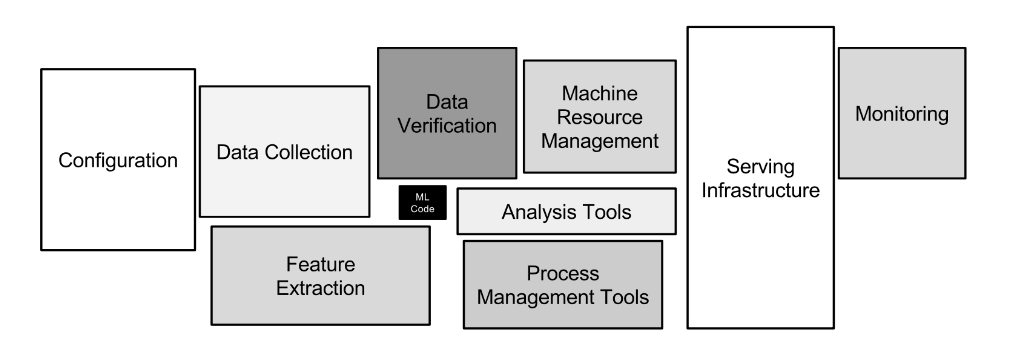 Configuration
Data Collection
Data
Verification
Machine
Resource
Management
Serving
Infrastructure
Monitoring
ML
Code
Analysis Tools
Feature
Extraction
Process
Management Tools